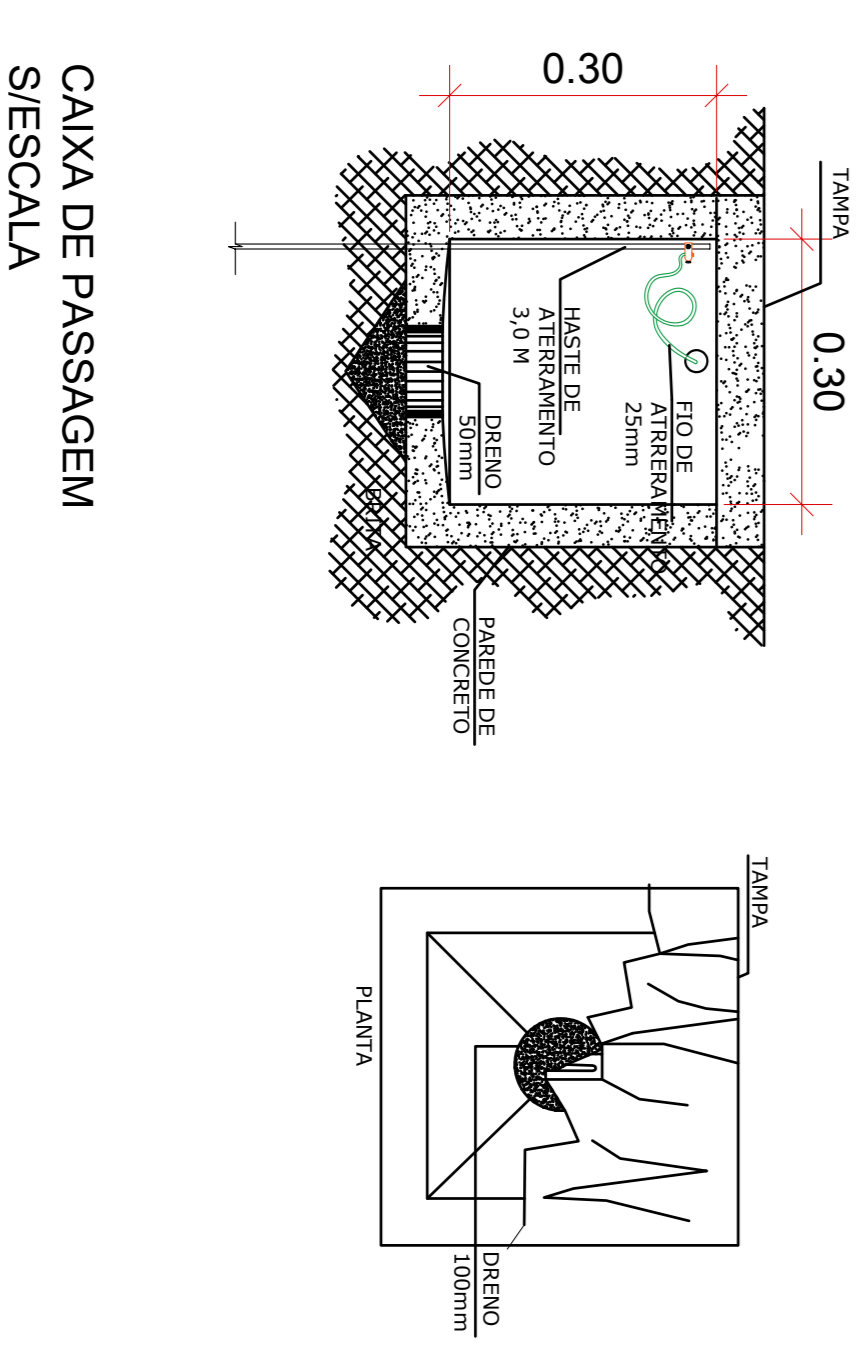 TAMPA
0.30
0.30
FIO DE
ATRRERAMENTO
25mm
HASTE DE
ATERRAMENTO
3,0 M
DRENO
50mm
BRITA
PAREDE DE
CONCRETO
TAMPA
DRENO
100mm
PLANTA
CAIXA DE PASSAGEM
S/ESCALA